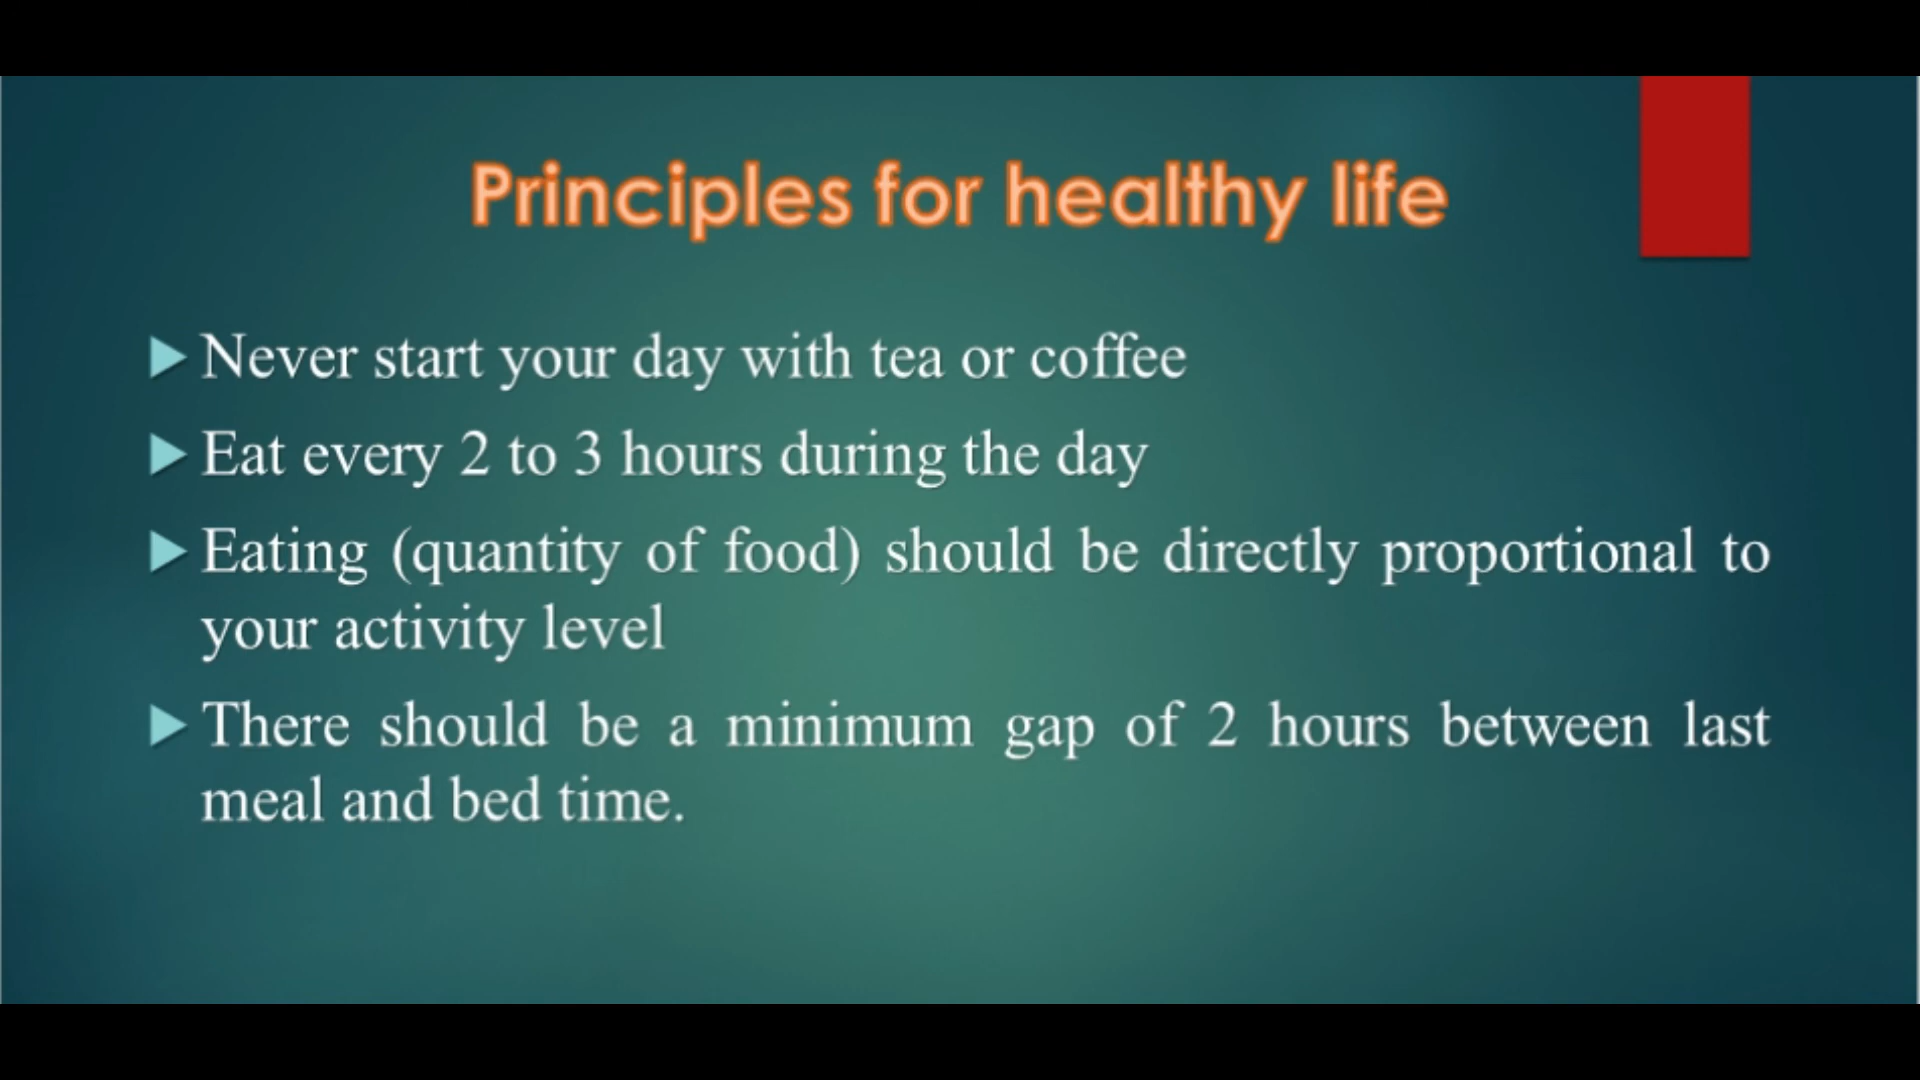 Principles for healthy life
Never start your day with tea or coffee
Eat every 2 to 3 hours during the day
Eating (quantity of food) should be directly proportional to
your activity level
There should be a minimum gap of 2 hours between last
meal and bed time.